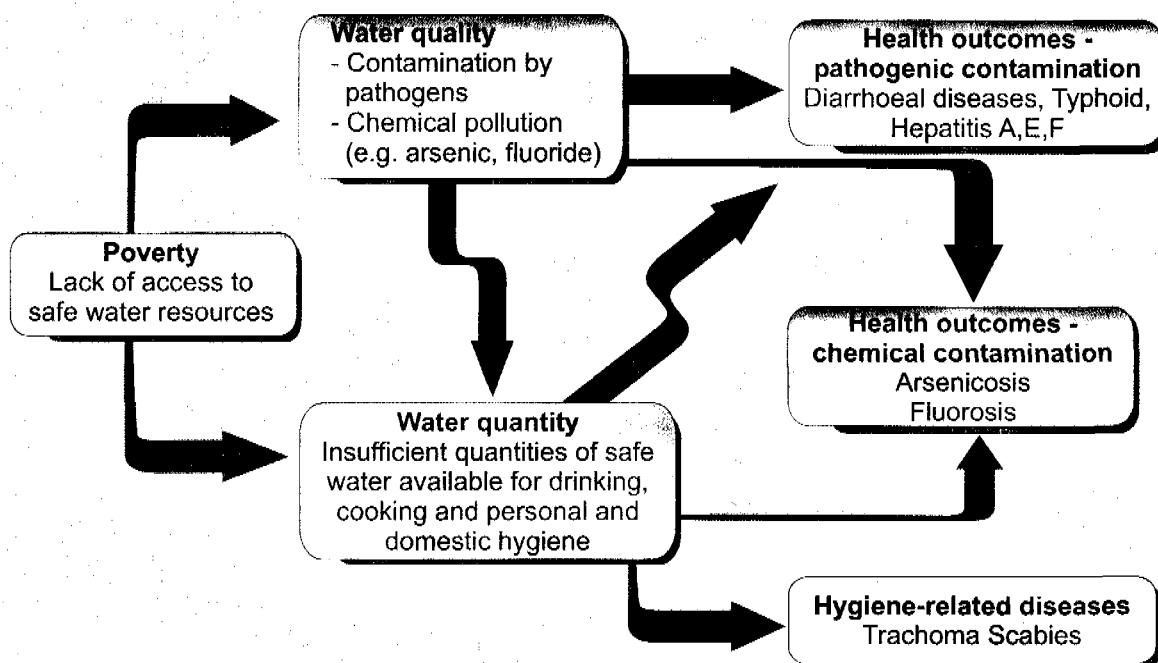 Water quality
- Contamination by
pathogens
- Chemical pollution
(e.g. arsenic, fluoride)
Health outcomes -
pathogenic contamination
Diarrhoeal diseases, Typhoid,
Hepatitis A,E,F
Poverty
Lack of access to
safe water resources
Health outcomes -
chemical contamination
Arsenicosis
Fluorosis
Water quantity
Insufficient quantities of safe
water available for drinking,
cooking and personal and
domestic hygiene
Hygiene-related diseases
Trachoma Scabies